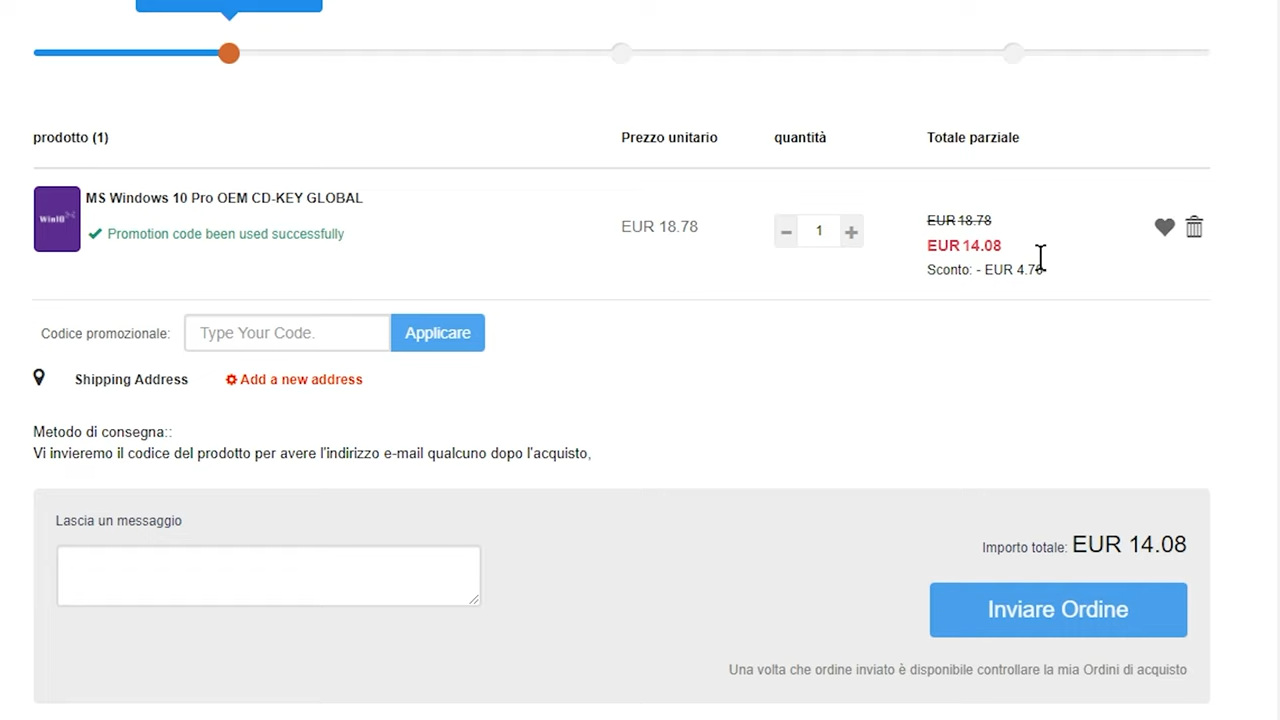 prodotto (1) Prezzo unitario quantità Totale parziale
MS Windows 10 Pro OEM CD-KEY GLOBAL
Win10
Promotion code been used successfully
EUR 18.78
1
EUR 18.78
EUR 14.08
Sconto: - EUR 4.70
Codice promozionale: Type Your Code. Applicare
Shipping Address Add a new address
Metodo di consegna::
Vi invieremo il codice del prodotto per avere l'indirizzo e-mail qualcuno dopo l'acquisto,
Lascia un messaggio
Importo totale: EUR 14.08
Inviare Ordine
Una volta che ordine inviato è disponibile controllare la mia Ordini di acquisto